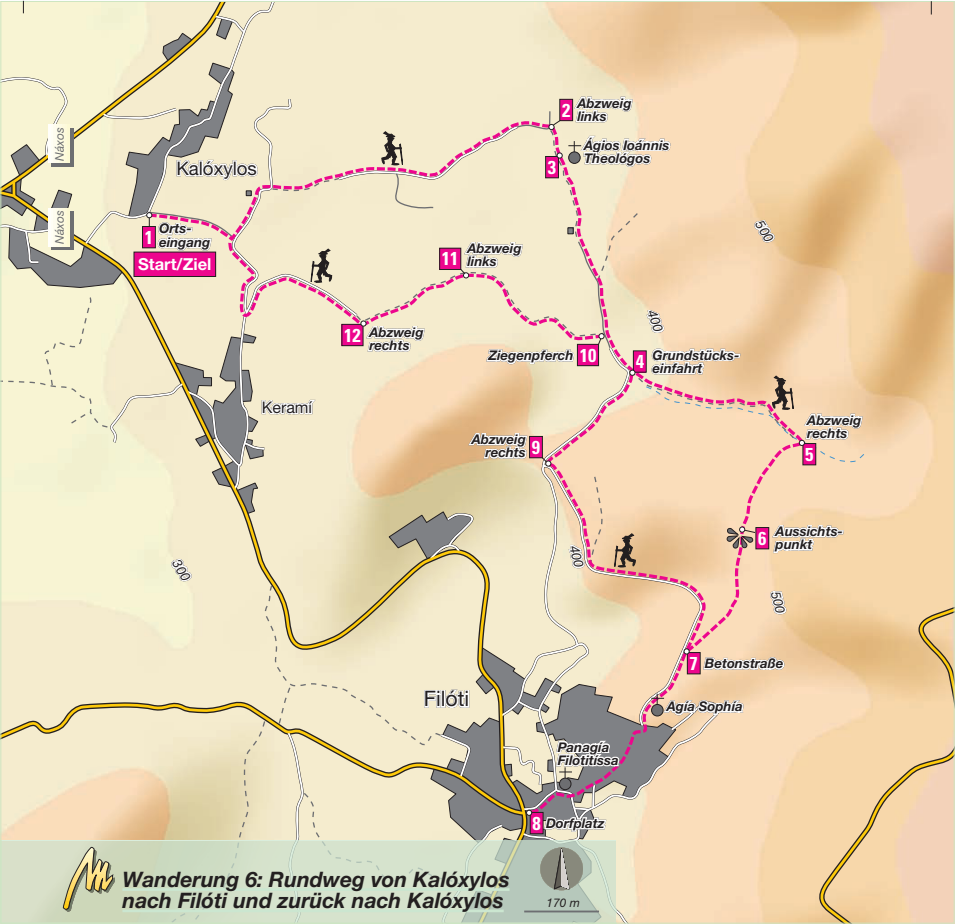 2
Abzweig
links
Ágios Ioánnis
Theológos
3
Náxos
Kalóxylos
Náxos
1
Orts-
eingang
Start/Ziel
500
11
Abzweig
links
12
Abzweig
rechts
Ziegenpferch
10
400
4
Grundstücks-
einfahrt
Keramí
Abzweig
rechts
9
Abzweig
rechts
5
6
Aussichts-
punkt
400
300
500
7
Betonstraße
Filóti
Agía Sophía
Panagía
Filotítissa
8
Dorfplatz
Wanderung 6: Rundweg von Kalóxylos
nach Filóti und zurück nach Kalóxylos
170 m